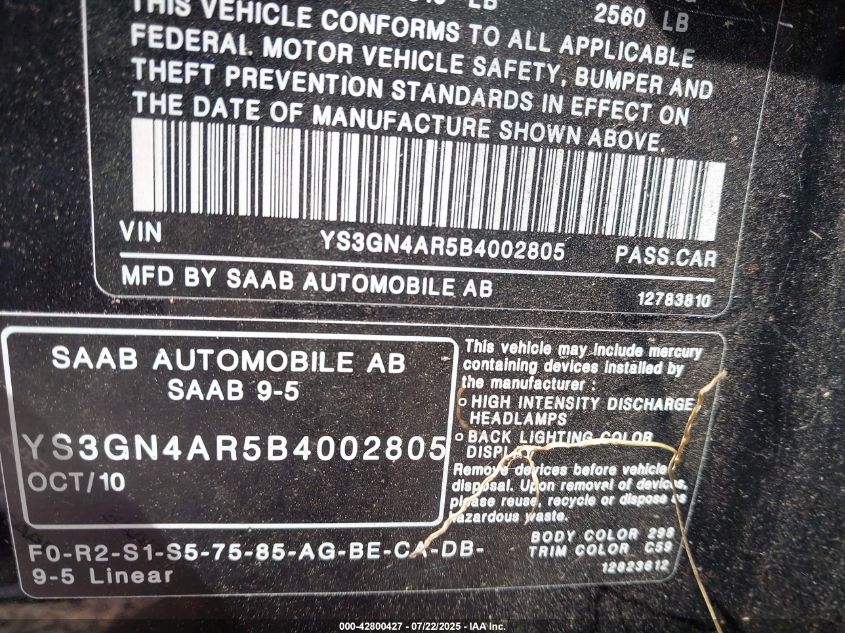 LB
2560 LB
THIS VEHICLE CONFORMS TO ALL APPLICABLE
FEDERAL MOTOR VEHICLE SAFETY, BUMPER AND
THEFT PREVENTION STANDARDS IN EFFECT ON
THE DATE OF MANUFACTURE SHOWN ABOVE.
VIN YS3GN4AR5B4002805 PASS.CAR
MFD BY SAAB AUTOMOBILE AB 12783810
SAAB AUTOMOBILE AB
SAAB 9-5
YS3GN4AR5B4002805
OCT/10
This vehicle may include mercury
containing devices installed by
the manufacturer :
o HIGH INTENSITY DISCHARGE
HEADLAMPS
o BACK LIGHTING COLOR
DISPLAY
Remove devices before vehicle
disposal. Upon removal of devices,
please reuse, recycle or dispose as
hazardous waste.
F0-R2-S1-S5-75-85-AG-BE-CA-DB-
9-5 Linear
BODY COLOR 298
TRIM COLOR C59
12823612
000-42800427 - 07/22/2025 - IAA Inc.